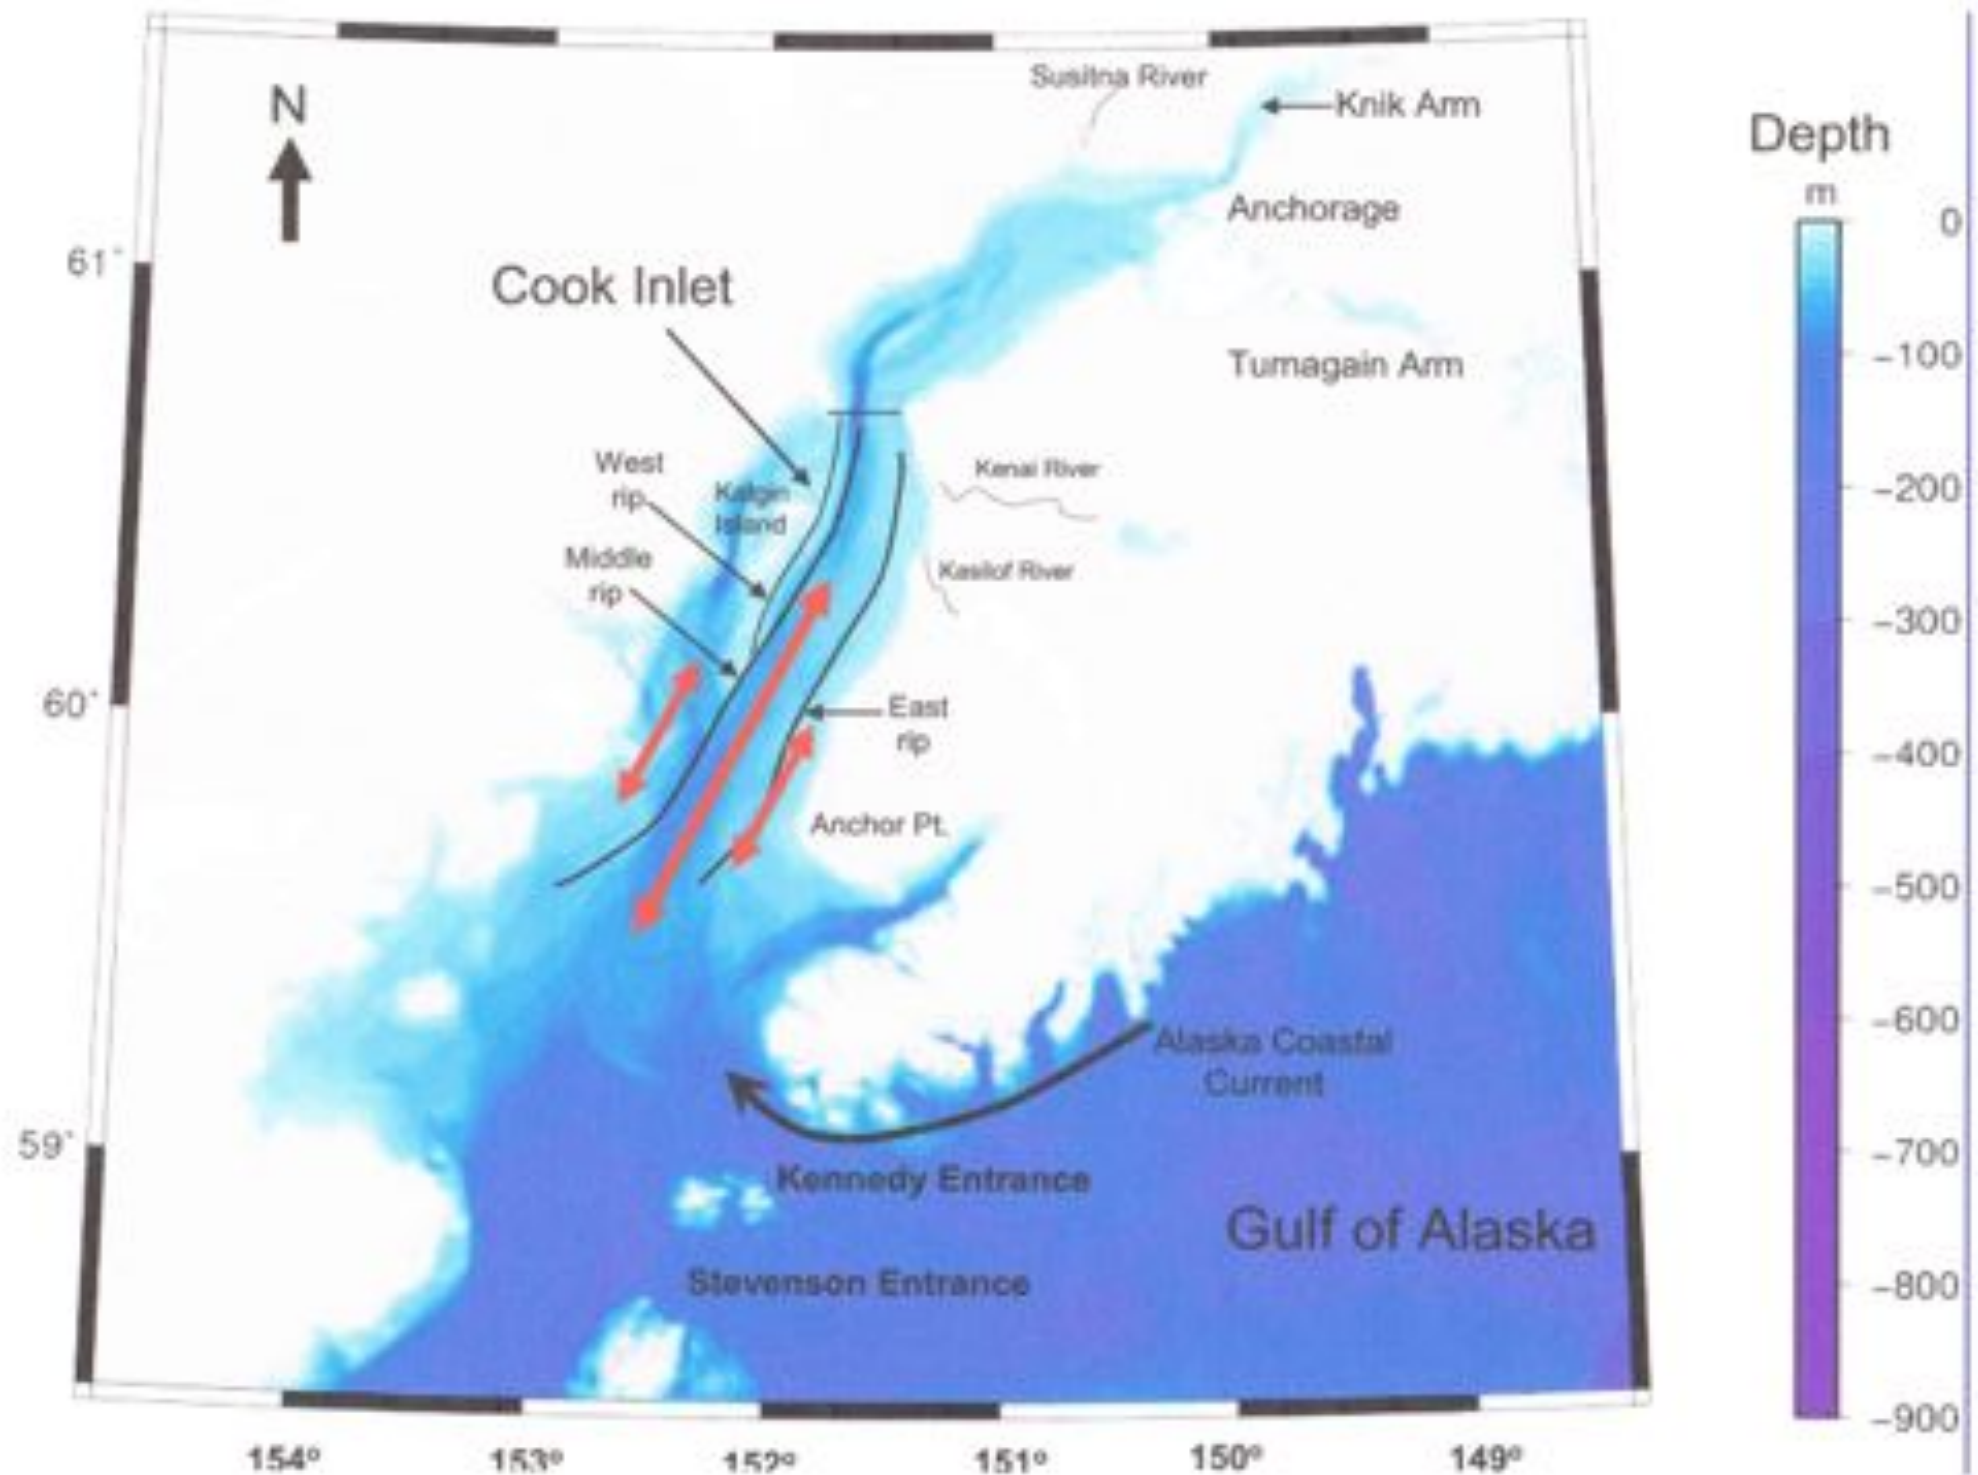 Susitna River
Knik Arm
N
Depth
m
0
Anchorage
61°
Cook Inlet
-100
Turnagain Arm
West
rip
Kalgin
Island
Kenai River
-200
Middle
rip
Kasilof River
-300
60°
East
rip
-400
Anchor Pt.
-500
-600
Alaska Coastal
Current
59°
-700
Kennedy Entrance
Gulf of Alaska
Stevenson Entrance
-800
-900
154°
153°
152°
151°
150°
149°